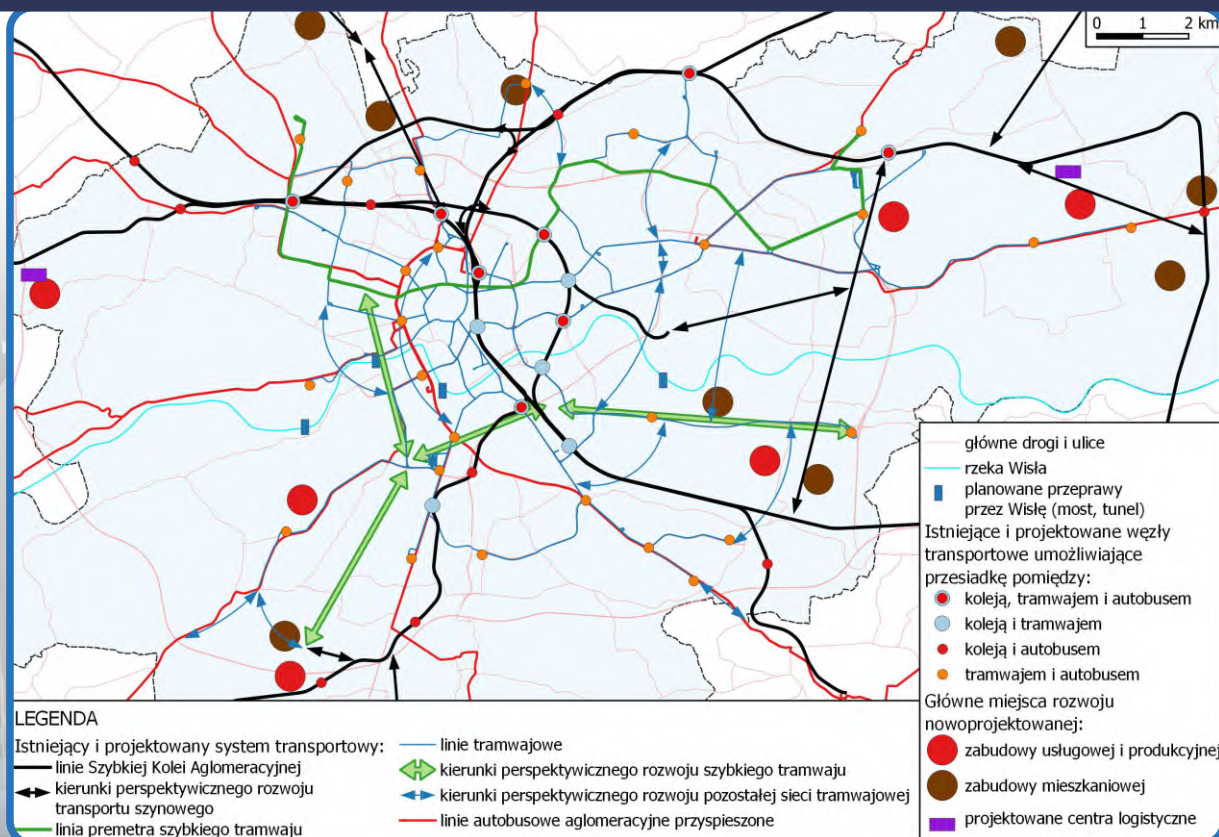 0 1 2 km
główne drogi i ulice
rzeka Wisła
planowane przeprawy
przez Wisłę (most, tunel)
Istniejące i projektowane węzły
transportowe umożliwiające
przesiadkę pomiędzy:
koleją, tramwajem i autobusem
koleją i tramwajem
koleją i autobusem
tramwajem i autobusem
Główne miejsca rozwoju
nowoprojektowanej:
zabudowy usługowej i produkcyjnej
zabudowy mieszkaniowej
projektowane centra logistyczne
LEGENDA
Istniejący i projektowany system transportowy:
linie Szybkiej Kolei Aglomeracyjnej
kierunki perspektywicznego rozwoju
transportu szynowego
linia premetra szybkiego tramwaju
linie tramwajowe
kierunki perspektywicznego rozwoju szybkiego tramwaju
kierunki perspektywicznego rozwoju pozostałej sieci tramwajowej
linie autobusowe aglomeracyjne przyspieszone